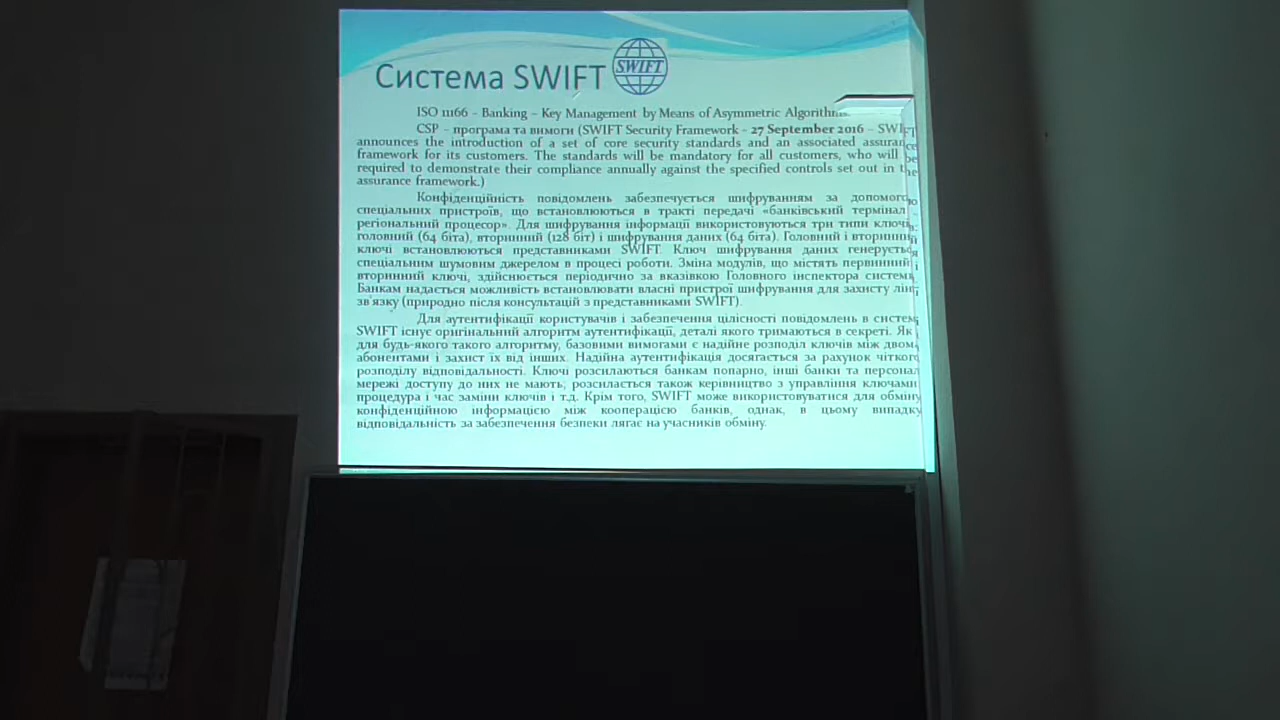 Система SWIFT
SWIFT
ISO 11166 – Banking – Key Management by Means of Asymmetric Algorithms
CSP – програма та вимоги (SWIFT Security Framework - 27 September 2016 – SWIFT
announces the introduction of a set of core security standards and an associated assurance
framework for its customers. The standards will be mandatory for all customers, who will be
required to demonstrate their compliance annually against the specified controls set out in the
assurance framework.)
Конфіденційність повідомлень забезпечується шифруванням за допомогою
спеціальних пристроїв, що встановлюються в тракті передачі «банківський термінал -
регіональний процесор». Для шифрування інформації використовуються три типи ключів:
головний (64 біта), вторинний (128 біт) і шифрування даних (64 біта). Головний і вторинний
ключі встановлюються представниками SWIFT. Ключ шифрування даних генерується
спеціальним шумовим джерелом в процесі роботи. Зміна модулів, що містять первинний і
вторинний ключі, здійснюється періодично за вказівкою Головного інспектора системи.
Банкам надається можливість встановлювати власні пристрої шифрування для захисту ліній
зв'язку (природно після консультацій з представниками SWIFT).
Для аутентифікації користувачів і забезпечення цілісності повідомлень в системі
SWIFT існує оригінальний алгоритм аутентифікації, деталі якого тримаються в секреті. Як і
для будь-якого такого алгоритму, базовими вимогами є надійне розподіл ключів між двома
абонентами і захист їх від інших. Надійна аутентифікація досягається за рахунок чіткого
розподілу відповідальності. Ключі розсилаються банкам попарно, інші банки та персонал
мережі доступу до них не мають; розсилається також керівництво з управління ключами:
процедура і час заміни ключів і т.д. Крім того, SWIFT може використовуватися для обміну
конфіденційною інформацією між кооперацією банків, однак, в цьому випадку
відповідальність за забезпечення безпеки лягає на учасників обміну.